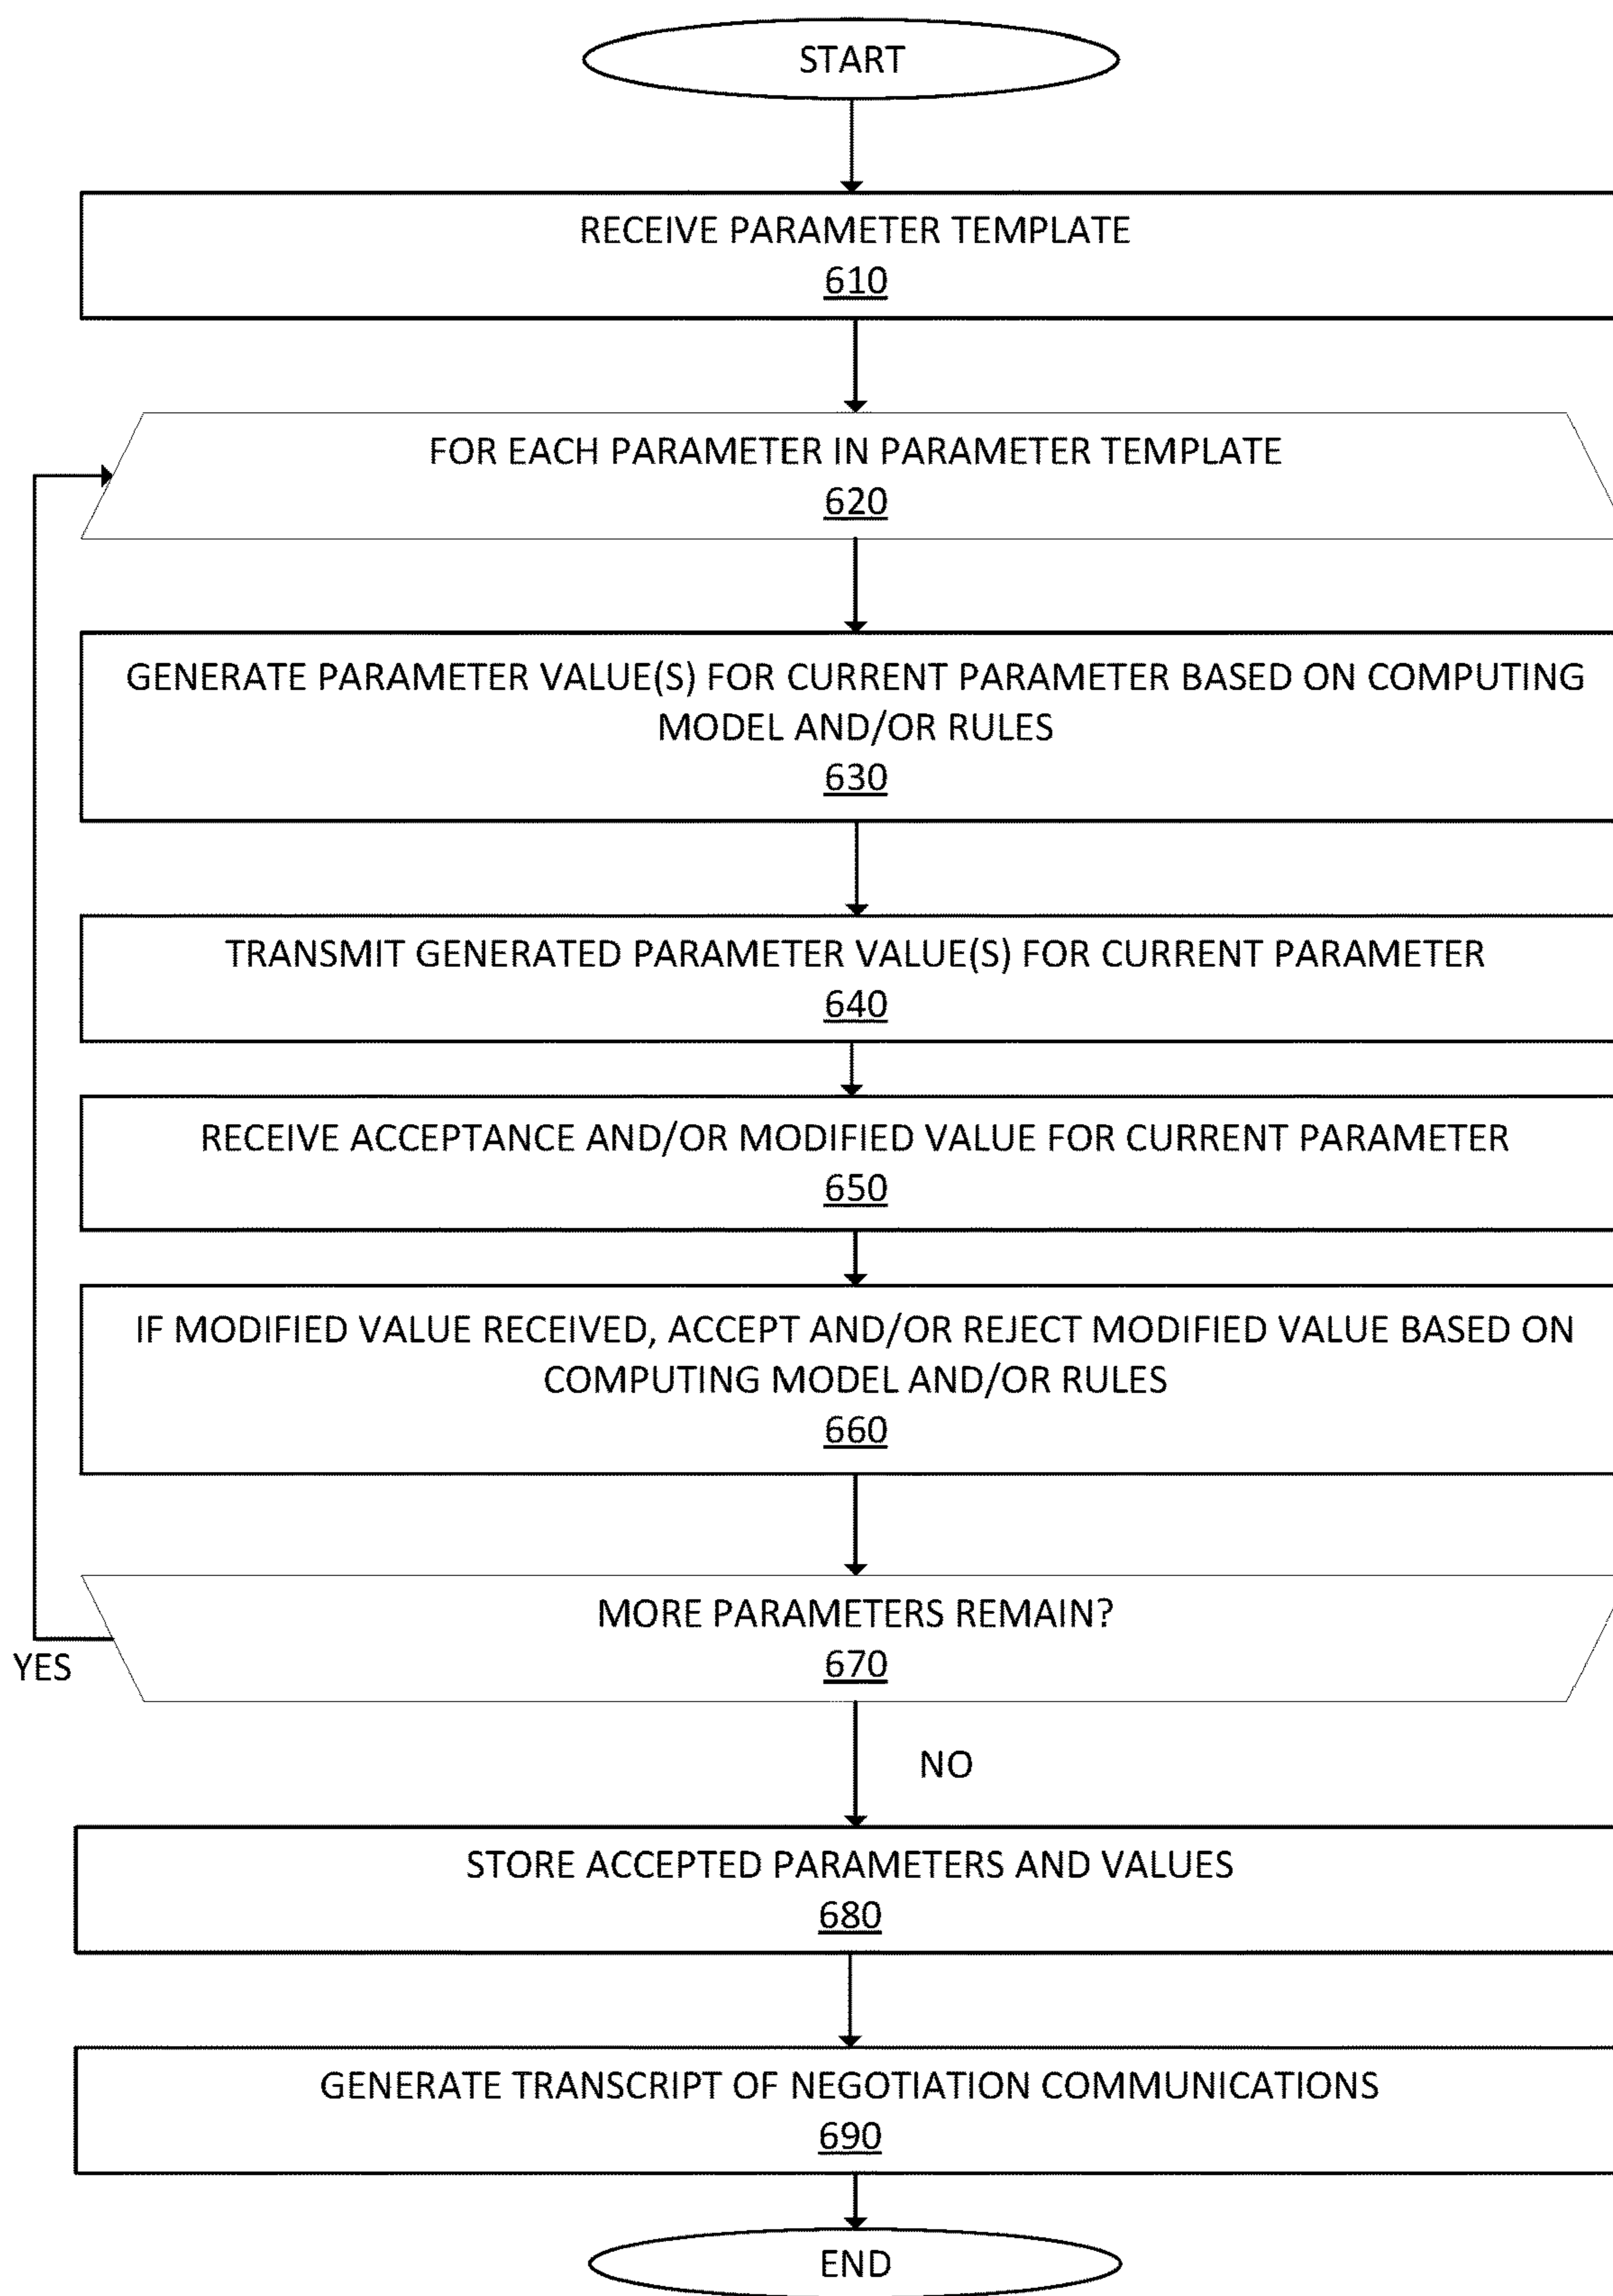 START
RECEIVE PARAMETER TEMPLATE
610
FOR EACH PARAMETER IN PARAMETER TEMPLATE
620
GENERATE PARAMETER VALUE(S) FOR CURRENT PARAMETER BASED ON COMPUTING
MODEL AND/OR RULES
630
TRANSMIT GENERATED PARAMETER VALUE(S) FOR CURRENT PARAMETER
640
RECEIVE ACCEPTANCE AND/OR MODIFIED VALUE FOR CURRENT PARAMETER
650
IF MODIFIED VALUE RECEIVED, ACCEPT AND/OR REJECT MODIFIED VALUE BASED ON
COMPUTING MODEL AND/OR RULES
660
MORE PARAMETERS REMAIN?
670
YES
NO
STORE ACCEPTED PARAMETERS AND VALUES
680
GENERATE TRANSCRIPT OF NEGOTIATION COMMUNICATIONS
690
END